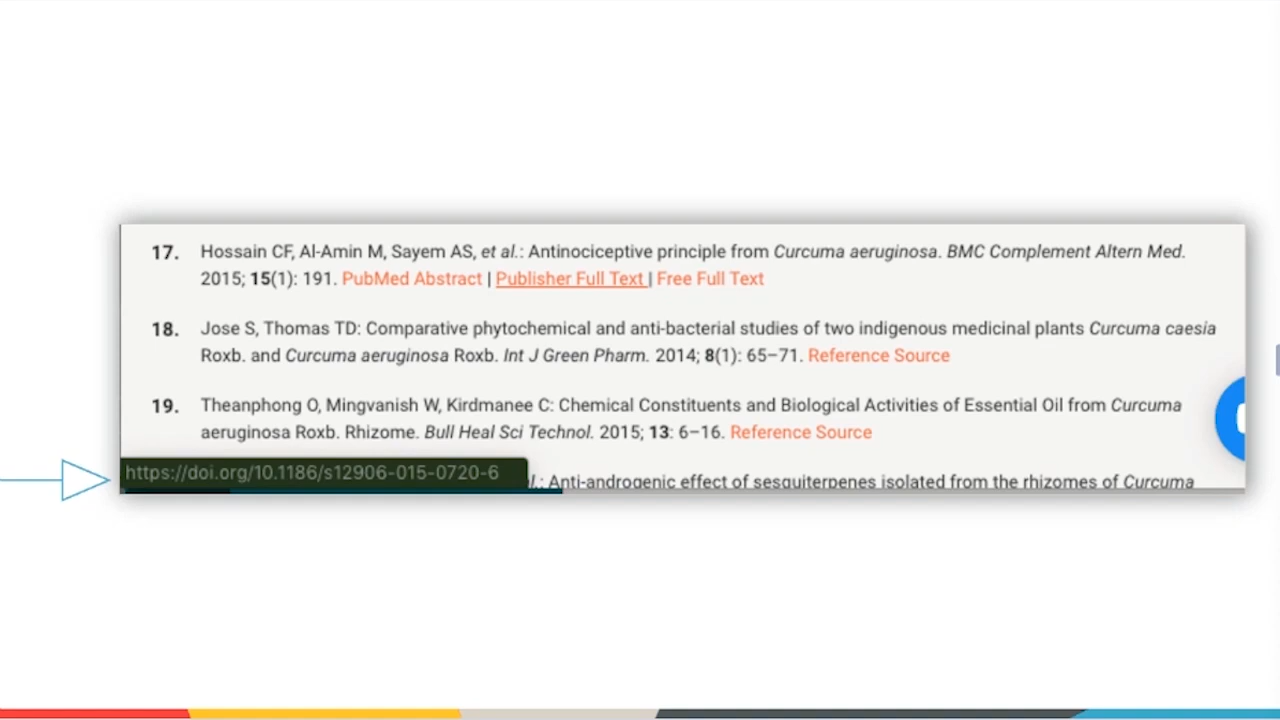 17. Hossain CF, Al-Amin M, Sayem AS, et al.: Antinociceptive principle from Curcuma aeruginosa. BMC Complement Altern Med.
2015; 15(1): 191. PubMed Abstract | Publisher Full Text | Free Full Text
18. Jose S, Thomas TD: Comparative phytochemical and anti-bacterial studies of two indigenous medicinal plants Curcuma caesia
Roxb. and Curcuma aeruginosa Roxb. Int J Green Pharm. 2014; 8(1): 65–71. Reference Source
19. Theanphong O, Mingvanish W, Kirdmanee C: Chemical Constituents and Biological Activities of Essential Oil from Curcuma
aeruginosa Roxb. Rhizome. Bull Heal Sci Technol. 2015; 13: 6–16. Reference Source
https://doi.org/10.1186/s12906-015-0720-6
l.: Anti-androgenic effect of sesquiterpenes isolated from the rhizomes of Curcuma